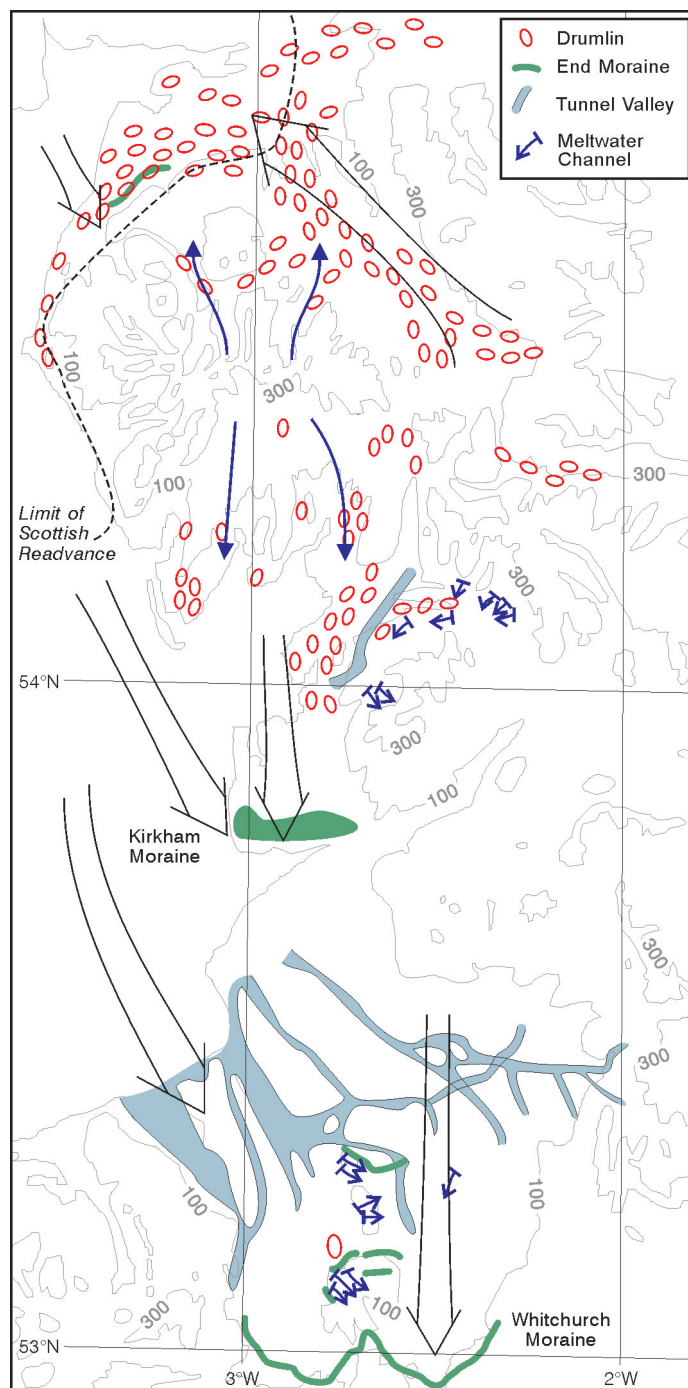 Drumlin
End Moraine
Tunnel Valley
Meltwater
Channel
100
300
100
300
100
300
Limit of
Scottish
Readvance
300
54°N
300
100
Kirkham
Moraine
300
300
100
100
300
100
Whitchurch
Moraine
53°N
3°W
2°W